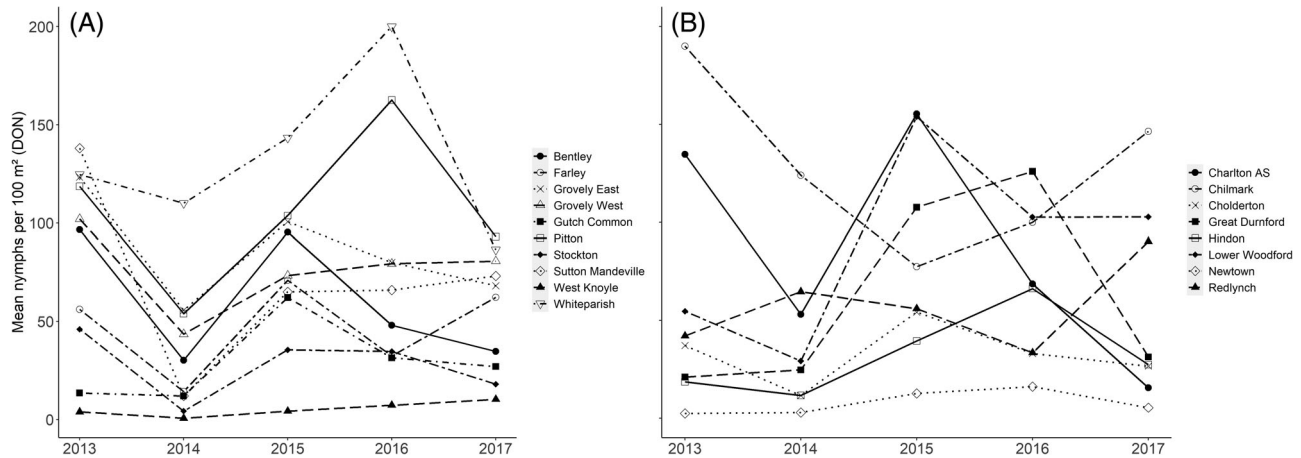 (A)
(B)
Mean nymphs per 100 m² (DON)
200
150
100
50
0
2013 2014 2015 2016 2017
Bentley
Farley
Grovely East
Grovely West
Gutch Common
Pitton
Stockton
Sutton Mandeville
West Knoyle
Whiteparish
2013 2014 2015 2016 2017
Charlton AS
Chilmark
Cholderton
Great Durnford
Hindon
Lower Woodford
Newtown
Redlynch